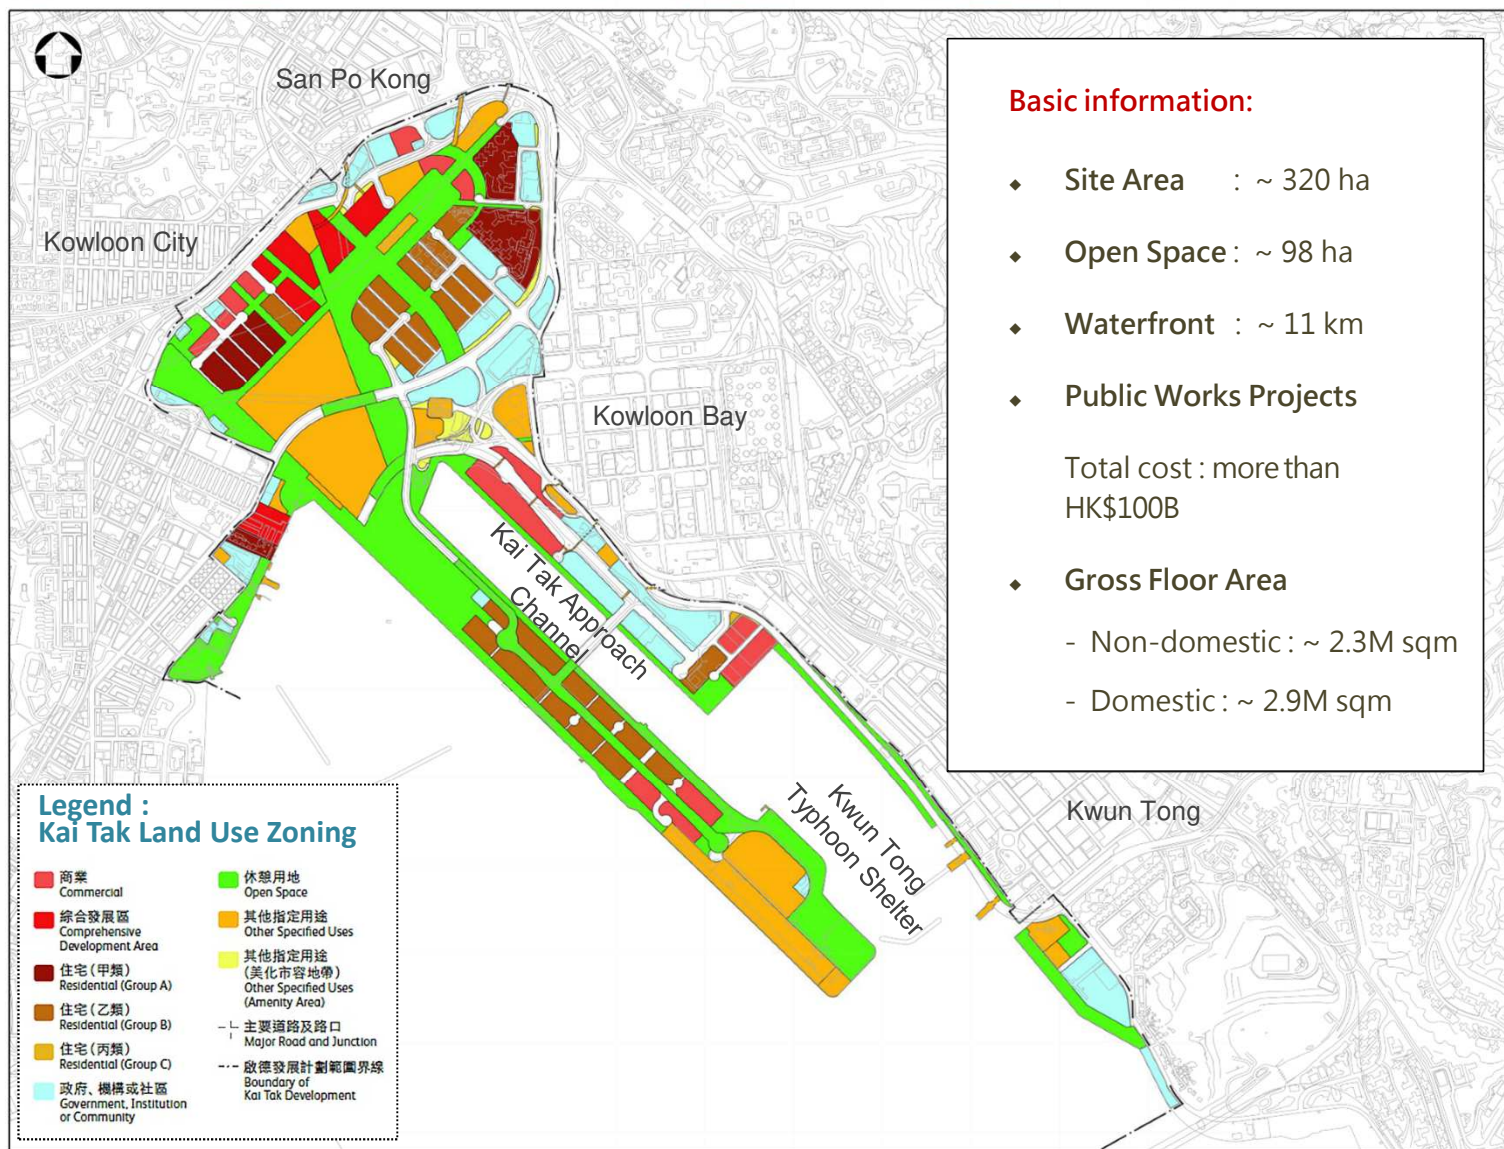 San Po Kong
Kowloon City
Kowloon Bay
Kai Tak Approach
Channel
Kwun Tong
Typhoon Shelter
Kwun Tong
Basic information:
◆ Site Area : ~ 320 ha
◆ Open Space : ~ 98 ha
◆ Waterfront : ~ 11 km
◆ Public Works Projects
Total cost : more than
HK$100B
◆ Gross Floor Area
- Non-domestic : ~ 2.3M sqm
- Domestic : ~ 2.9M sqm
Legend :
Kai Tak Land Use Zoning
商業
Commercial
綜合發展區
Comprehensive
Development Area
住宅(甲類)
Residential (Group A)
住宅(乙類)
Residential (Group B)
住宅(丙類)
Residential (Group C)
政府、機構或社區
Government, Institution
or Community
休憩用地
Open Space
其他指定用途
Other Specified Uses
其他指定用途
(美化市容地帶)
Other Specified Uses
(Amenity Area)
主要道路及路口
Major Road and Junction
啟德發展計劃範圍界線
Boundary of
Kai Tak Development